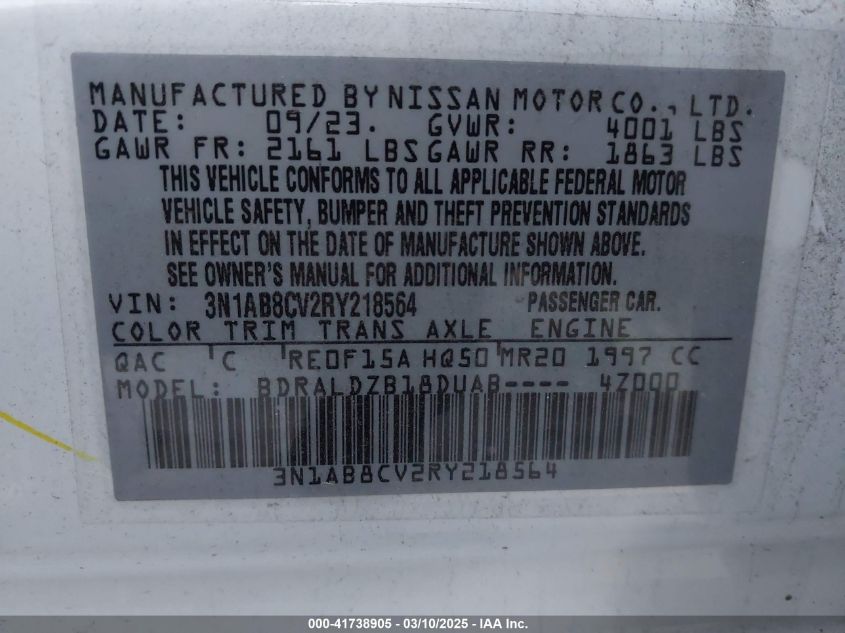 MANUFACTURED BY NISSAN MOTOR CO., LTD.
DATE: 09/23. GVWR: 4001 LBS
GAWR FR: 2161 LBS GAWR RR: 1863 LBS
THIS VEHICLE CONFORMS TO ALL APPLICABLE FEDERAL MOTOR
VEHICLE SAFETY, BUMPER AND THEFT PREVENTION STANDARDS
IN EFFECT ON THE DATE OF MANUFACTURE SHOWN ABOVE.
SEE OWNER'S MANUAL FOR ADDITIONAL INFORMATION.
VIN: 3N1AB8CV2RY218564 PASSENGER CAR.
COLOR TRIM TRANS AXLE ENGINE
QAC C RE0F15A HQ50 MR20 1997 CC
MODEL: BDRALDZB18DUAB---- 4Z000
3N1AB8CV2RY218564
000-41738905 — 03/10/2025 — IAA Inc.